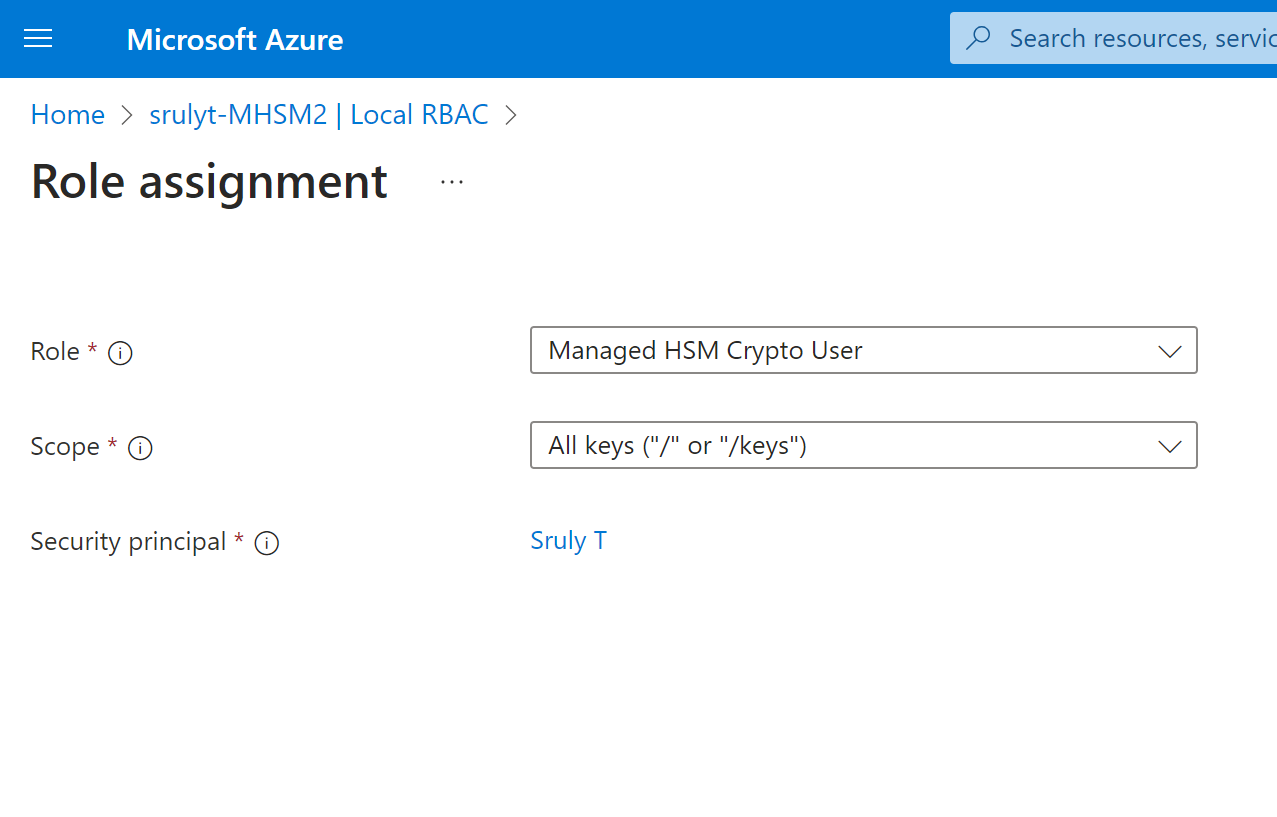 Microsoft Azure
Search resources, servic
Home > srulyt-MHSM2 | Local RBAC >
Role assignment ...
Role *
Managed HSM Crypto User
Scope *
All keys ("/" or "/keys")
Security principal *
Sruly T